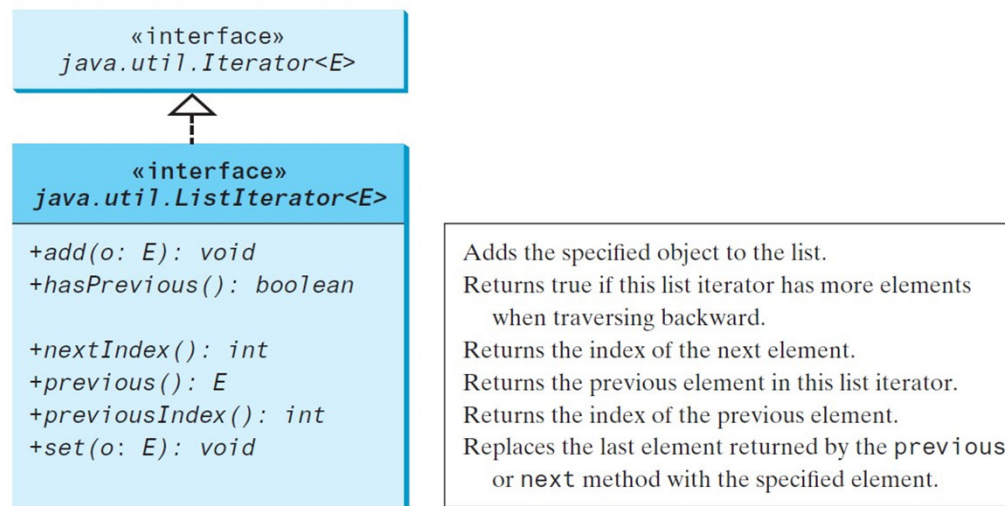 «interface»
java.util.Iterator<E>
«interface»
java.util.ListIterator<E>
+add(o: E): void
+hasPrevious(): boolean
+nextIndex(): int
+previous(): E
+previousIndex(): int
+set(o: E): void
Adds the specified object to the list.
Returns true if this list iterator has more elements
when traversing backward.
Returns the index of the next element.
Returns the previous element in this list iterator.
Returns the index of the previous element.
Replaces the last element returned by the previous
or next method with the specified element.